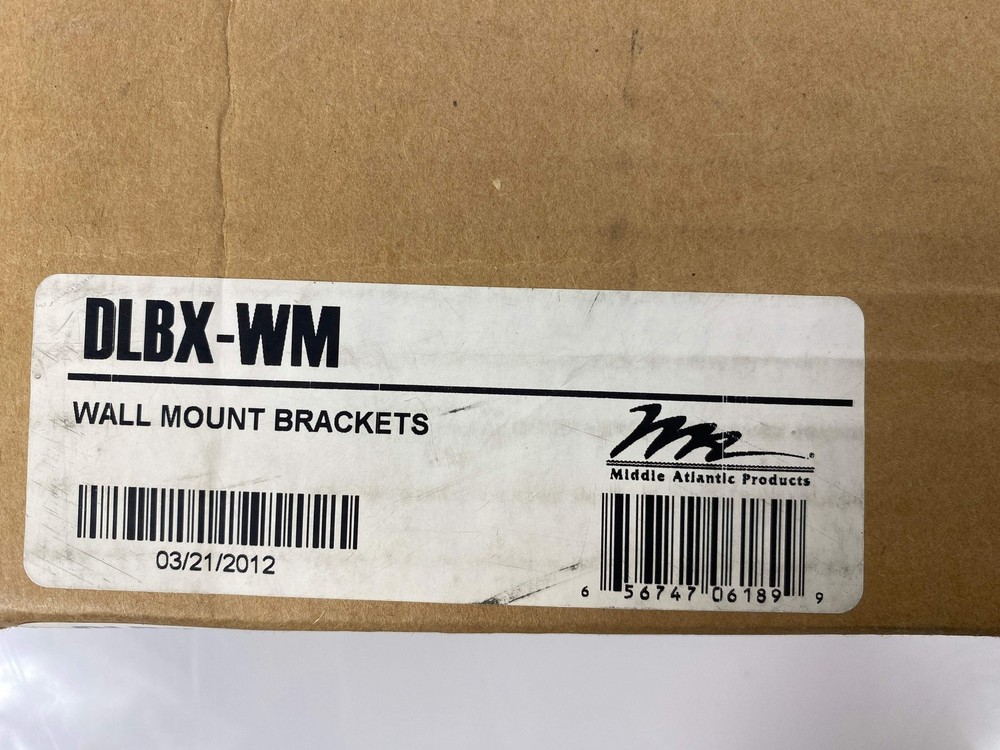 DLBX-WM
WALL MOUNT BRACKETS
Middle Atlantic Products
03/21/2012
6 56747 06189 9